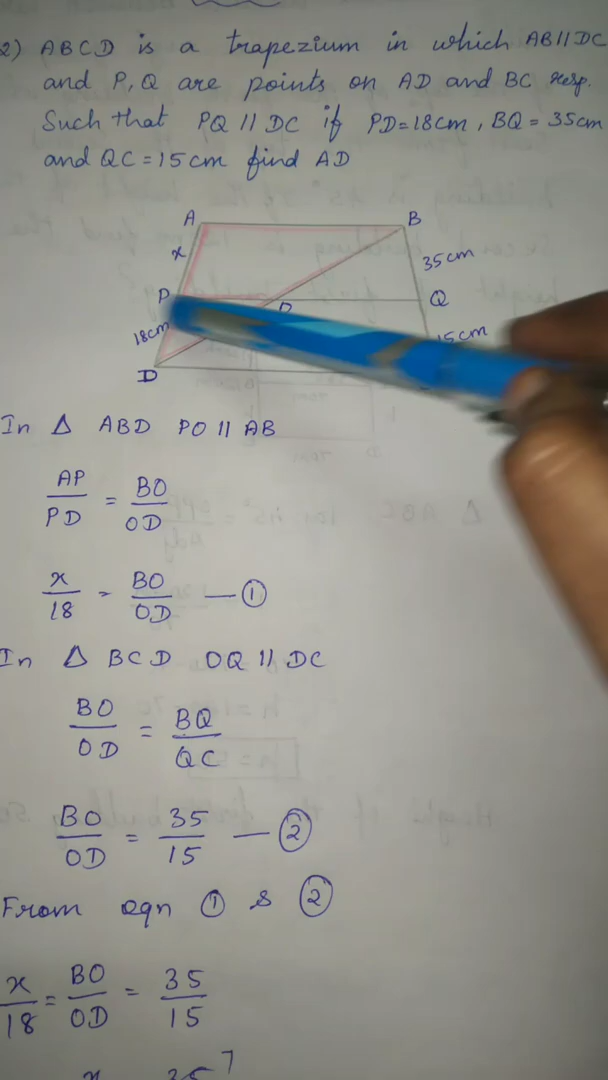 2) ABCD is a trapezium in which AB||DC
and P, Q are points on AD and BC resp.
Such that PQ || DC if PD=18cm, BQ = 35cm
and QC = 15cm find AD
A B
x 35cm
P Q
18cm 15cm
D
In Δ ABD PO || AB
AP/PD = BO/OD
x/18 = BO/OD — ①
In Δ BCD OQ || DC
BO/OD = BQ/QC
BO/OD = 35/15 — ②
From eqn ① & ②
x/18 = BO/OD = 35/15
x 35 7